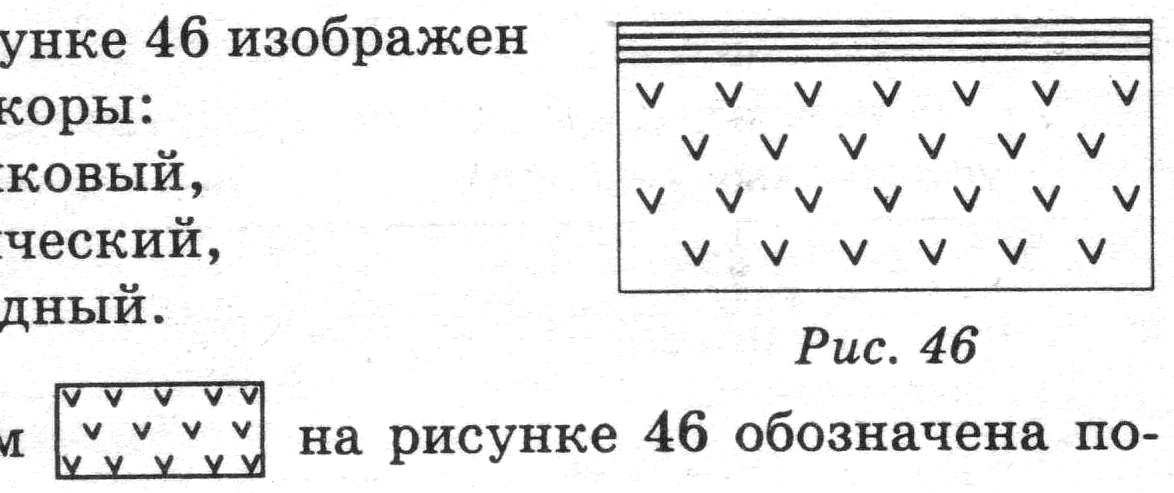 унке 46 изображен
коры:
ковый,
ческий,
дный.
Рис. 46
м на рисунке 46 обозначена по-